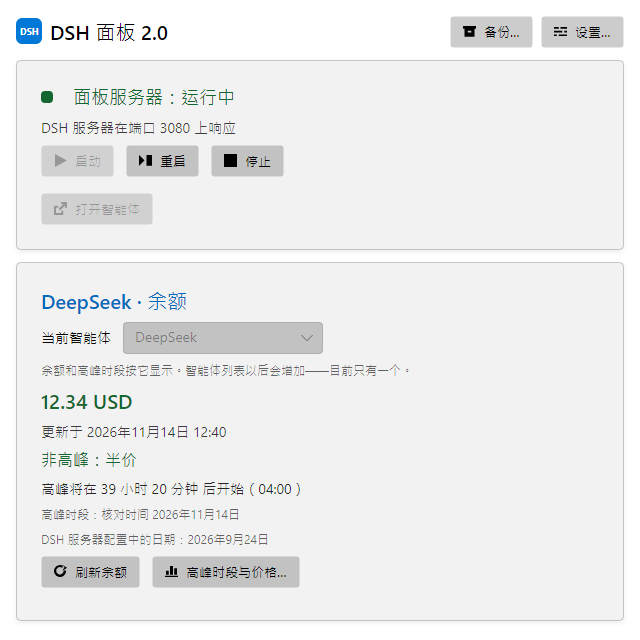 DSH DSH 面板 2.0 备份... 设置...
面板服务器：运行中
DSH 服务器在端口 3080 上响应
启动 重启 停止
打开智能体
DeepSeek · 余额
当前智能体 DeepSeek
余额和高峰时段按它显示。智能体列表以后会增加——目前只有一个。
12.34 USD
更新于 2026年11月14日 12:40
非高峰：半价
高峰将在 39 小时 20 分钟 后开始（04:00）
高峰时段：核对时间 2026年11月14日
DSH 服务器配置中的日期：2026年9月24日
刷新余额 高峰时段与价格...